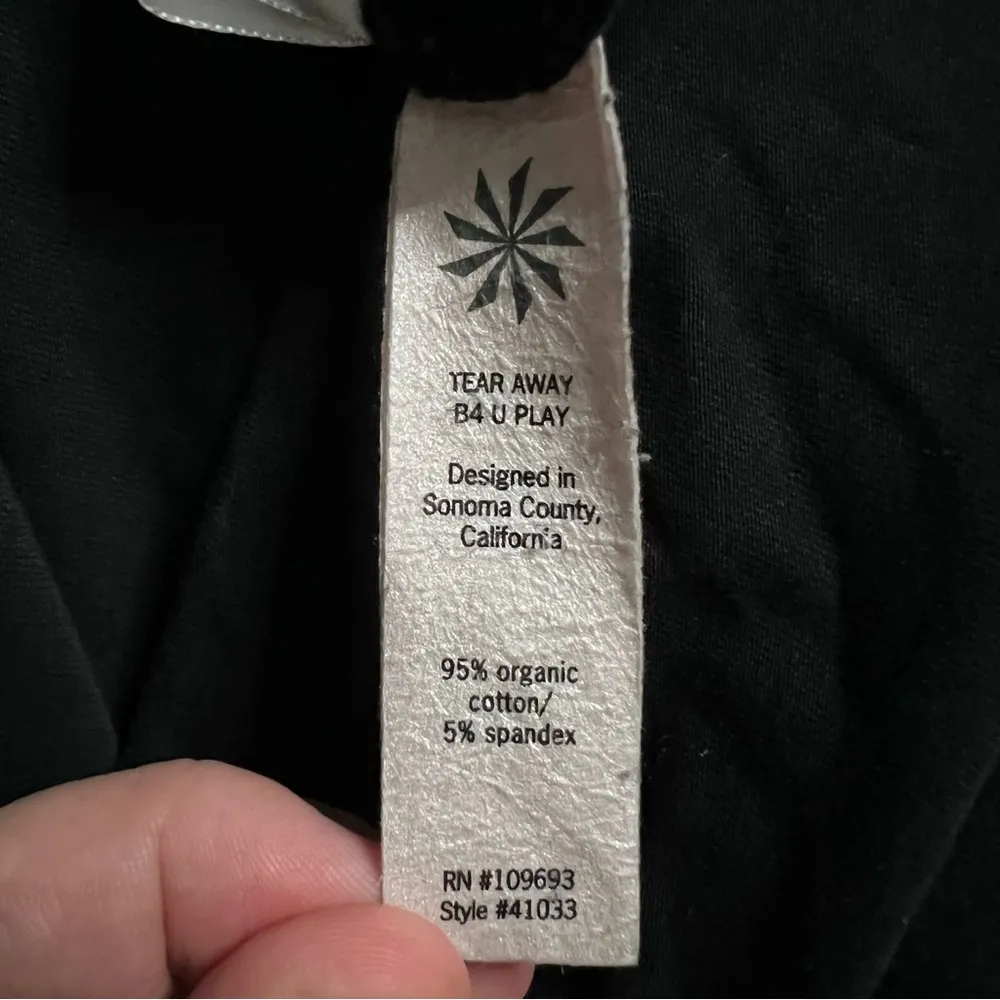 TEAR AWAY
B4 U PLAY
Designed in
Sonoma County,
California
95% organic
cotton/
5% spandex
RN #109693
Style #41033